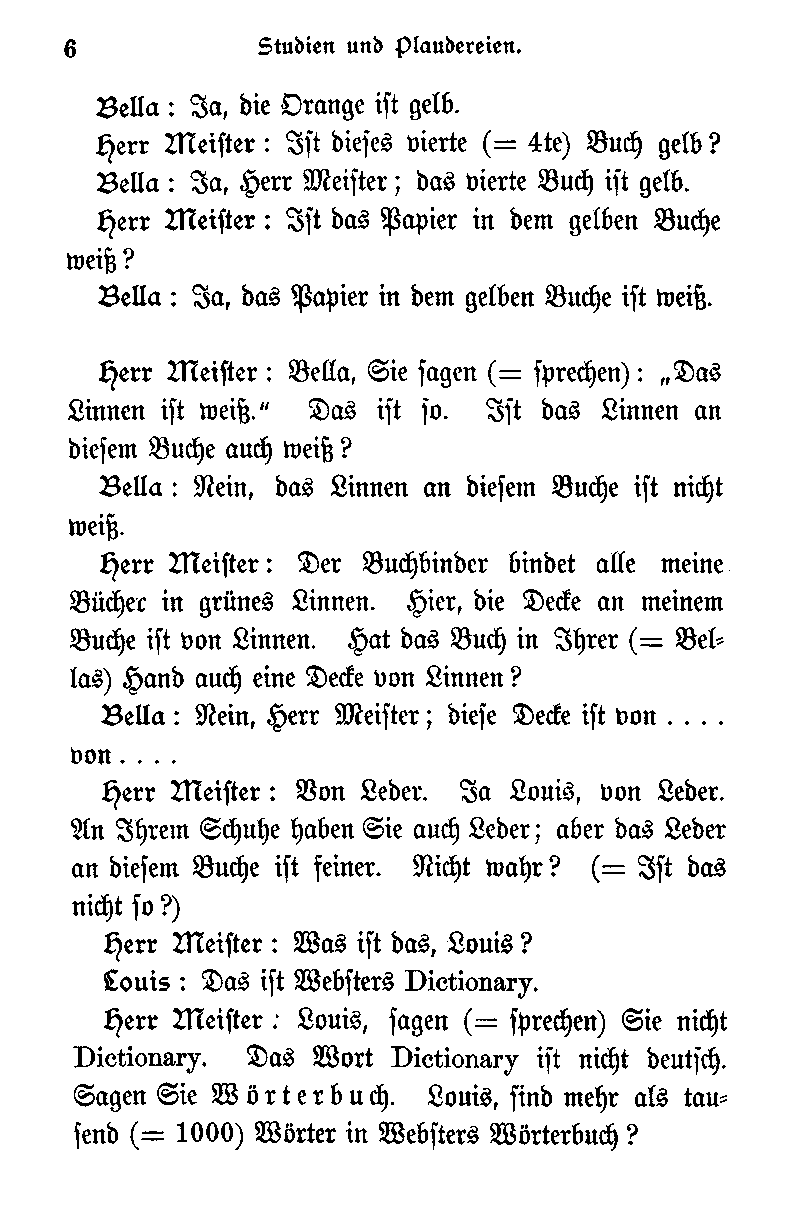 6 Studien und Plaudereien.
Bella: Ja, die Orange ist gelb.
Herr Meister: Ist dieses vierte (= 4te) Buch gelb?
Bella: Ja, Herr Meister; das vierte Buch ist gelb.
Herr Meister: Ist das Papier in dem gelben Buche
weiß?
Bella: Ja, das Papier in dem gelben Buche ist weiß.
Herr Meister: Bella, Sie sagen (= sprechen): „Das
Linnen ist weiß." Das ist so. Ist das Linnen an
diesem Buche auch weiß?
Bella: Nein, das Linnen an diesem Buche ist nicht
weiß.
Herr Meister: Der Buchbinder bindet alle meine
Bücher in grünes Linnen. Hier, die Decke an meinem
Buche ist von Linnen. Hat das Buch in Ihrer (= Bel-
las) Hand auch eine Decke von Linnen?
Bella: Nein, Herr Meister; diese Decke ist von . . . .
von . . . .
Herr Meister: Von Leder. Ja Louis, von Leder.
An Ihrem Schuhe haben Sie auch Leder; aber das Leder
an diesem Buche ist feiner. Nicht wahr? (= Ist das
nicht so?)
Herr Meister: Was ist das, Louis?
Louis: Das ist Websters Dictionary.
Herr Meister: Louis, sagen (= sprechen) Sie nicht
Dictionary. Das Wort Dictionary ist nicht deutsch.
Sagen Sie Wörterbuch. Louis, sind mehr als tau-
send (= 1000) Wörter in Websters Wörterbuch?